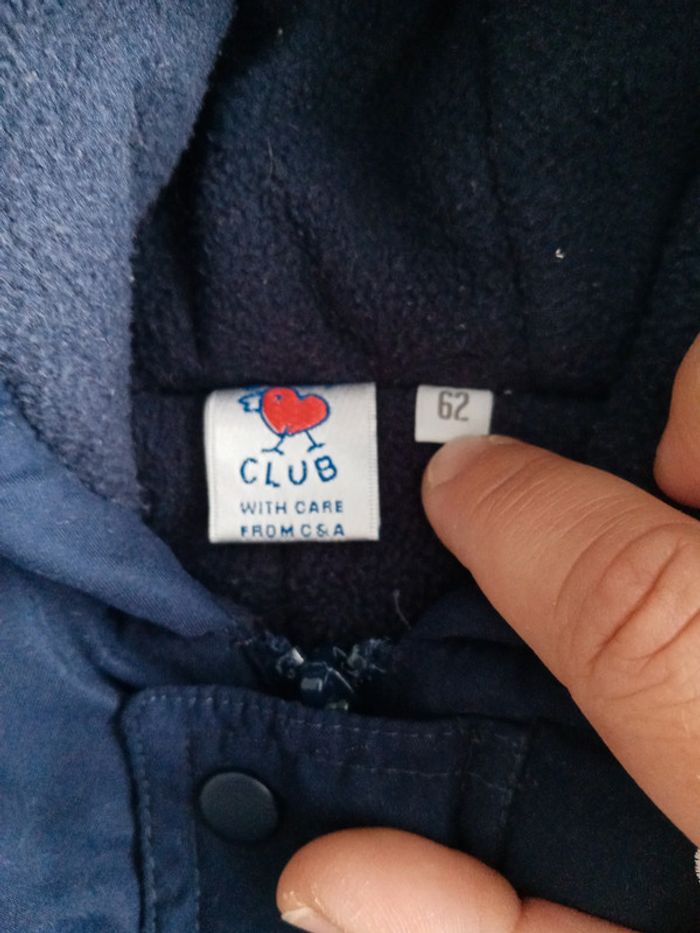 CLUB
WITH CARE
FROM C&A
62